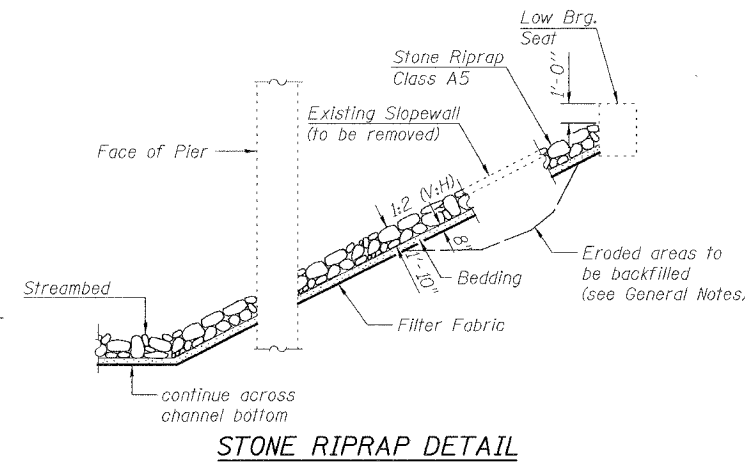 Low Brg.
Seat
Stone Riprap
Class A5
1'-0"
Existing Slopewall
(to be removed)
Face of Pier
1:2 (V:H)
8"
1'-10"
Bedding
Eroded areas to
be backfilled
(see General Notes)
Streambed
Filter Fabric
continue across
channel bottom
STONE RIPRAP DETAIL